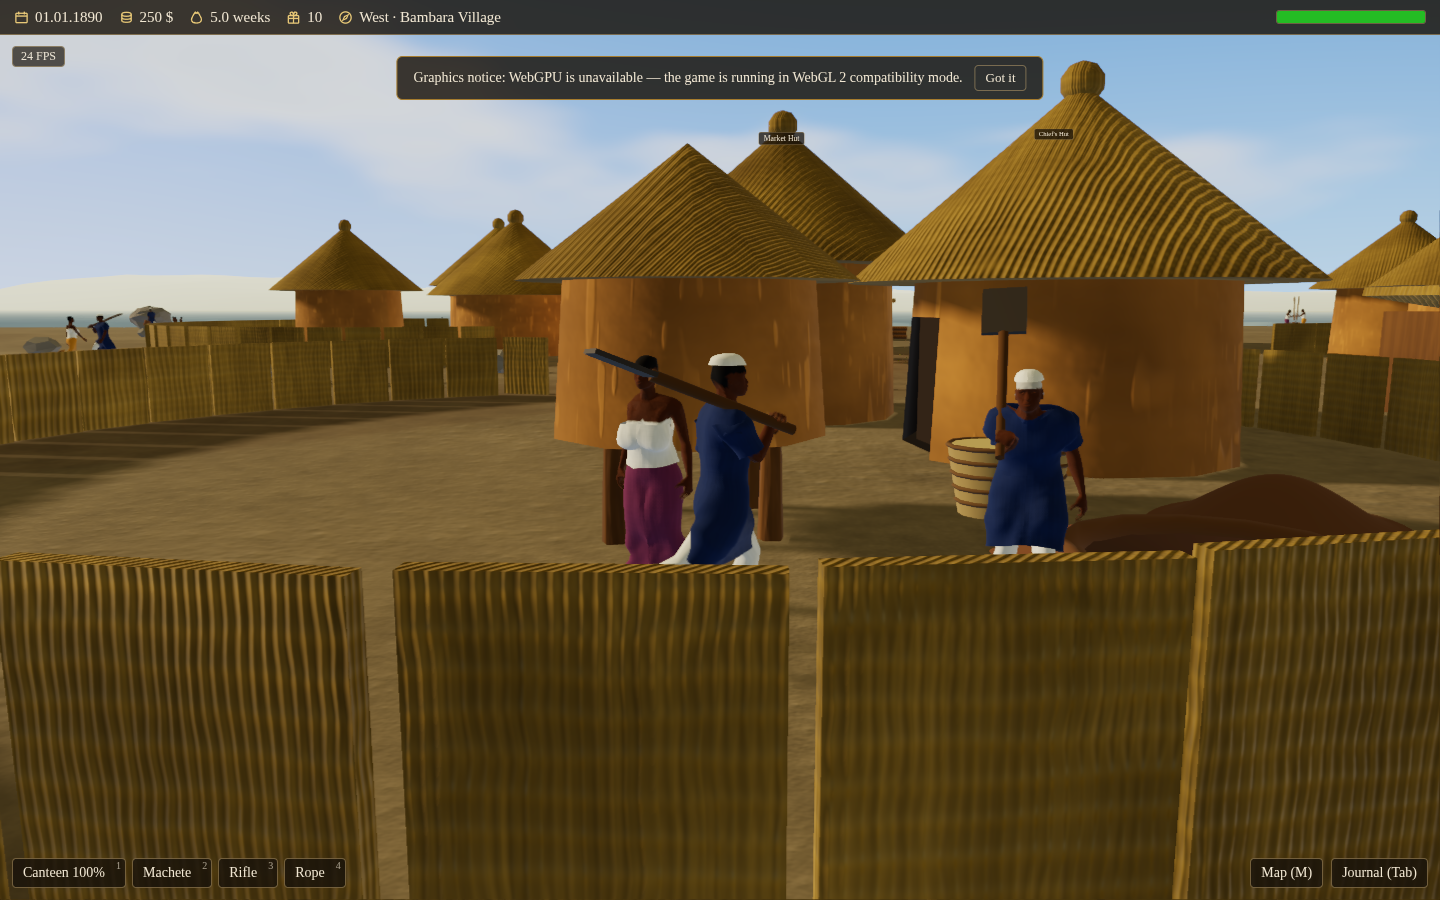 01.01.1890 250 $ 5.0 weeks 10 West · Bambara Village
24 FPS
Graphics notice: WebGPU is unavailable — the game is running in WebGL 2 compatibility mode. Got it
Market Hut
Chief's Hut
Canteen 100% 1 Machete 2 Rifle 3 Rope 4
Map (M) Journal (Tab)